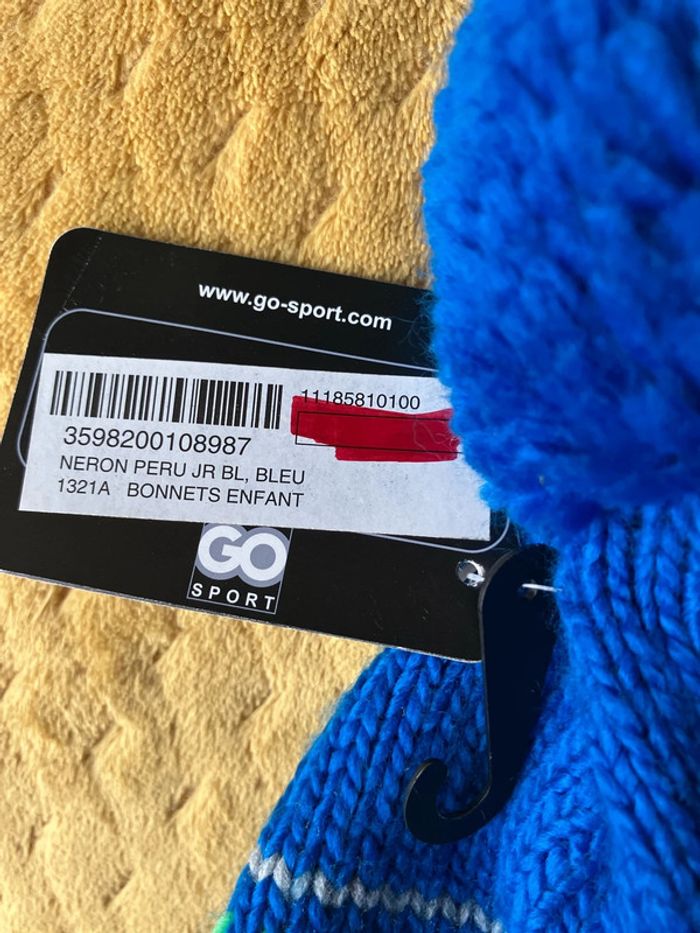 www.go-sport.com
11185810100
3598200108987
NERON PERU JR BL, BLEU
1321A BONNETS ENFANT
GO
SPORT